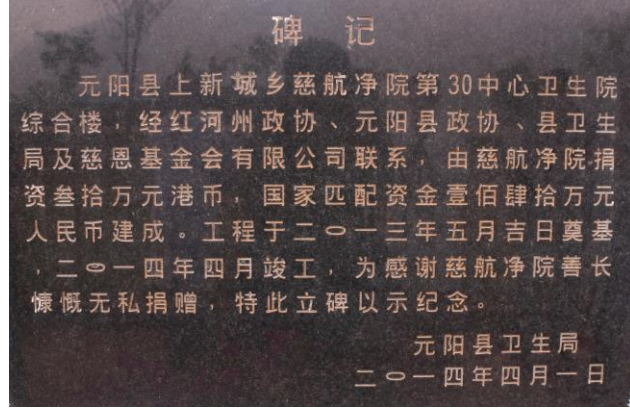 碑 记
元阳县上新城乡慈航净院第30中心卫生院
综合楼，经红河州政协、元阳县政协、县卫生
局及慈恩基金会有限公司联系，由慈航净院捐
资叁拾万元港币，国家匹配资金壹佰肆拾万元
人民币建成。工程于二〇一三年五月吉日奠基
，二〇一四年四月竣工，为感谢慈航净院善长
慷慨无私捐赠，特此立碑以示纪念。
元阳县卫生局
二〇一四年四月一日